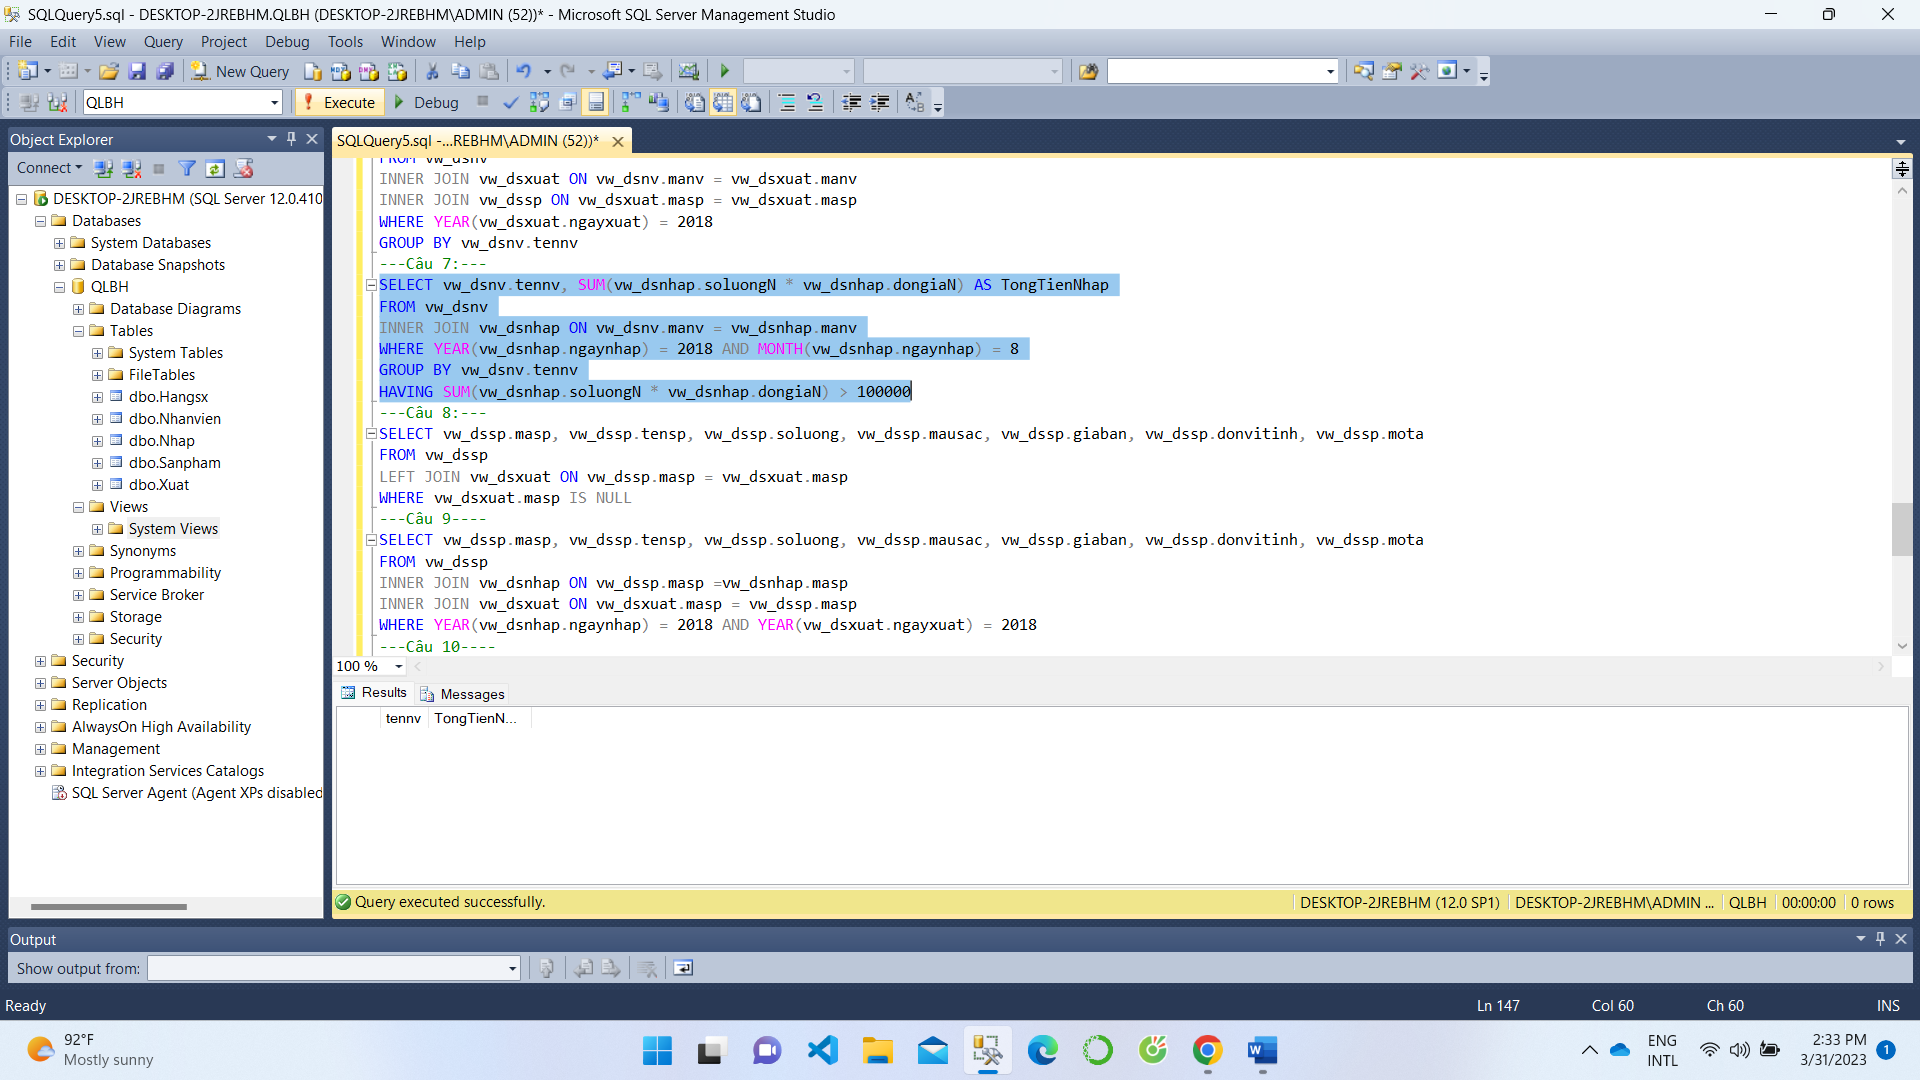 SQLQuery5.sql - DESKTOP-2JREBHM.QLBH (DESKTOP-2JREBHM\ADMIN (52))* - Microsoft SQL Server Management Studio
File Edit View Query Project Debug Tools Window Help
New Query
QLBH Execute Debug
Object Explorer
Connect
DESKTOP-2JREBHM (SQL Server 12.0.410
Databases
System Databases
Database Snapshots
QLBH
Database Diagrams
Tables
System Tables
FileTables
dbo.Hangsx
dbo.Nhanvien
dbo.Nhap
dbo.Sanpham
dbo.Xuat
Views
System Views
Synonyms
Programmability
Service Broker
Storage
Security
Security
Server Objects
Replication
AlwaysOn High Availability
Management
Integration Services Catalogs
SQL Server Agent (Agent XPs disabled
SQLQuery5.sql -...REBHM\ADMIN (52))*
FROM vw_dsnv
INNER JOIN vw_dsxuat ON vw_dsnv.manv = vw_dsxuat.manv
INNER JOIN vw_dssp ON vw_dsxuat.masp = vw_dsxuat.masp
WHERE YEAR(vw_dsxuat.ngayxuat) = 2018
GROUP BY vw_dsnv.tennv
---Câu 7:---
SELECT vw_dsnv.tennv, SUM(vw_dsnhap.soluongN * vw_dsnhap.dongiaN) AS TongTienNhap
FROM vw_dsnv
INNER JOIN vw_dsnhap ON vw_dsnv.manv = vw_dsnhap.manv
WHERE YEAR(vw_dsnhap.ngaynhap) = 2018 AND MONTH(vw_dsnhap.ngaynhap) = 8
GROUP BY vw_dsnv.tennv
HAVING SUM(vw_dsnhap.soluongN * vw_dsnhap.dongiaN) > 100000
---Câu 8:---
SELECT vw_dssp.masp, vw_dssp.tensp, vw_dssp.soluong, vw_dssp.mausac, vw_dssp.giaban, vw_dssp.donvitinh, vw_dssp.mota
FROM vw_dssp
LEFT JOIN vw_dsxuat ON vw_dssp.masp = vw_dsxuat.masp
WHERE vw_dsxuat.masp IS NULL
---Câu 9----
SELECT vw_dssp.masp, vw_dssp.tensp, vw_dssp.soluong, vw_dssp.mausac, vw_dssp.giaban, vw_dssp.donvitinh, vw_dssp.mota
FROM vw_dssp
INNER JOIN vw_dsnhap ON vw_dssp.masp =vw_dsnhap.masp
INNER JOIN vw_dsxuat ON vw_dsxuat.masp = vw_dssp.masp
WHERE YEAR(vw_dsnhap.ngaynhap) = 2018 AND YEAR(vw_dsxuat.ngayxuat) = 2018
---Câu 10----
100 %
Results Messages
tennv TongTienN...
Query executed successfully. DESKTOP-2JREBHM (12.0 SP1) DESKTOP-2JREBHM\ADMIN ... QLBH 00:00:00 0 rows
Output
Show output from:
Ready Ln 147 Col 60 Ch 60 INS
92°F
Mostly sunny
ENG
INTL
2:33 PM
3/31/2023
1